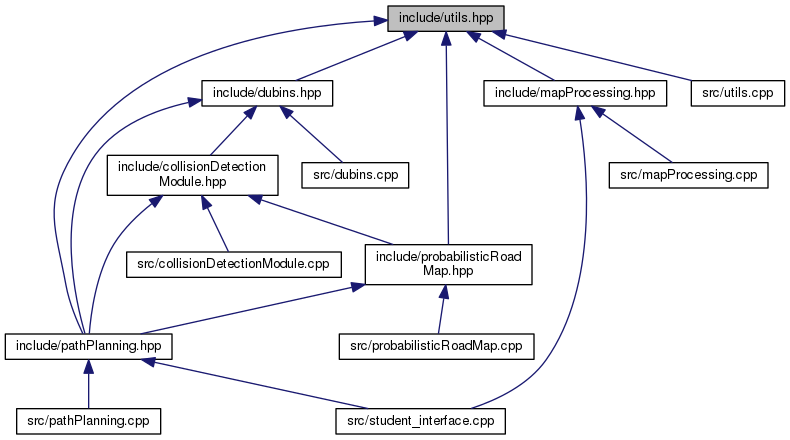 include/utils.hpp
include/dubins.hpp
include/mapProcessing.hpp
src/utils.cpp
include/collisionDetection
Module.hpp
src/dubins.cpp
src/mapProcessing.cpp
src/collisionDetectionModule.cpp
include/probabilisticRoad
Map.hpp
include/pathPlanning.hpp
src/probabilisticRoadMap.cpp
src/pathPlanning.cpp
src/student_interface.cpp